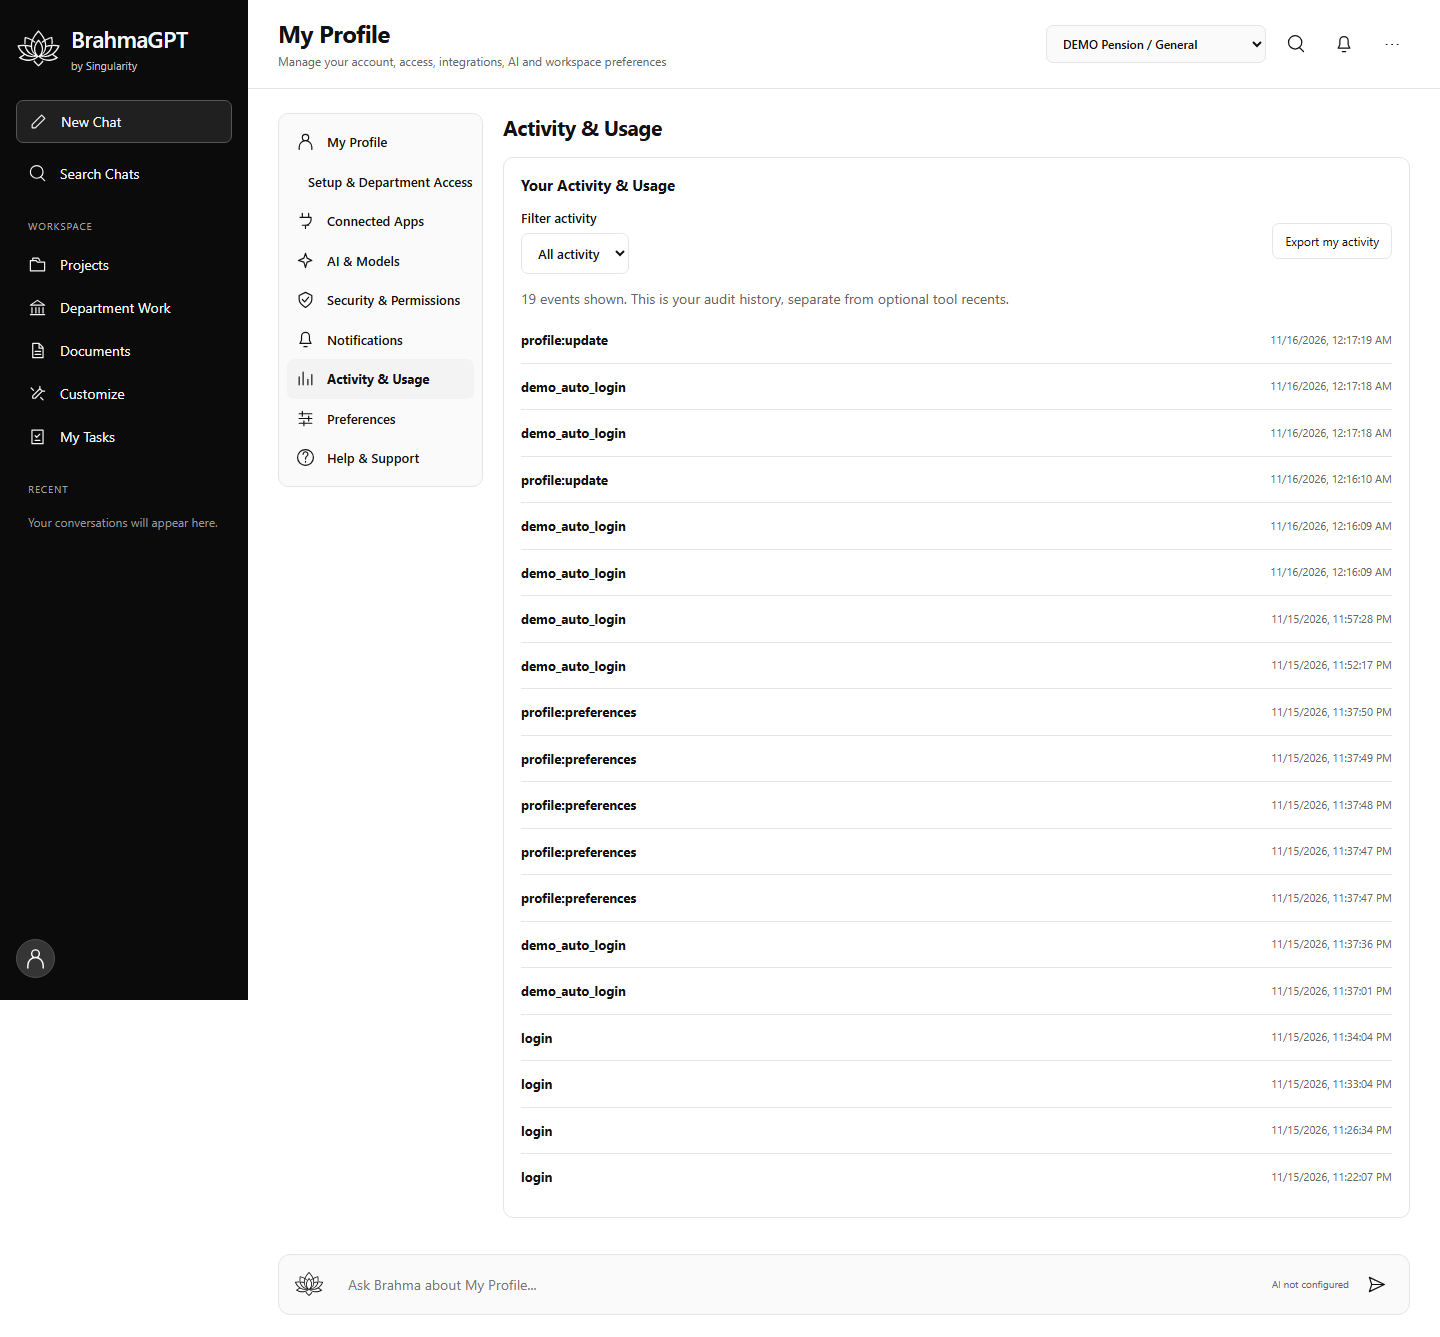 BrahmaGPT
by Singularity
New Chat
Search Chats
WORKSPACE
Projects
Department Work
Documents
Customize
My Tasks
RECENT
Your conversations will appear here.
My Profile
Manage your account, access, integrations, AI and workspace preferences
DEMO Pension / General
...
My Profile
Setup & Department Access
Connected Apps
AI & Models
Security & Permissions
Notifications
Activity & Usage
Preferences
Help & Support
Activity & Usage
Your Activity & Usage
Filter activity
All activity
Export my activity
19 events shown. This is your audit history, separate from optional tool recents.
profile:update 11/16/2026, 12:17:19 AM
demo_auto_login 11/16/2026, 12:17:18 AM
demo_auto_login 11/16/2026, 12:17:18 AM
profile:update 11/16/2026, 12:16:10 AM
demo_auto_login 11/16/2026, 12:16:09 AM
demo_auto_login 11/16/2026, 12:16:09 AM
demo_auto_login 11/15/2026, 11:57:28 PM
demo_auto_login 11/15/2026, 11:52:17 PM
profile:preferences 11/15/2026, 11:37:50 PM
profile:preferences 11/15/2026, 11:37:49 PM
profile:preferences 11/15/2026, 11:37:48 PM
profile:preferences 11/15/2026, 11:37:47 PM
profile:preferences 11/15/2026, 11:37:47 PM
demo_auto_login 11/15/2026, 11:37:36 PM
demo_auto_login 11/15/2026, 11:37:01 PM
login 11/15/2026, 11:34:04 PM
login 11/15/2026, 11:33:04 PM
login 11/15/2026, 11:26:34 PM
login 11/15/2026, 11:22:07 PM
Ask Brahma about My Profile... AI not configured